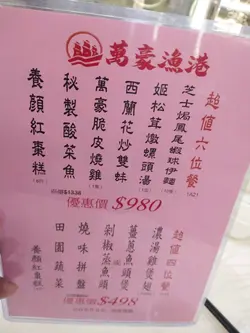 萬豪漁港
超值六位餐
芝士焗鳳尾蝦球伊麵
姬松茸燉螺頭湯
西蘭花炒雙蚌
萬豪脆皮燒雞
秘製酸菜魚
養顏紅棗糕
優惠價 $980
超值四位餐
濃湯雞煲翅
薑蔥魚頭煲
剁椒蒸魚頭
燒味拼盤
田園蔬菜
養顏紅棗糕
優惠價 $498